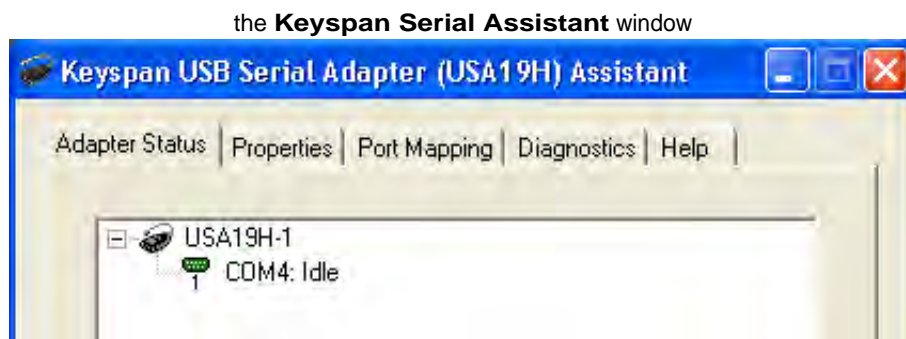 the Keyspan Serial Assistant window
Keyspan USB Serial Adapter (USA19H) Assistant
Adapter Status Properties Port Mapping Diagnostics Help
USA19H-1
1 COM4: Idle